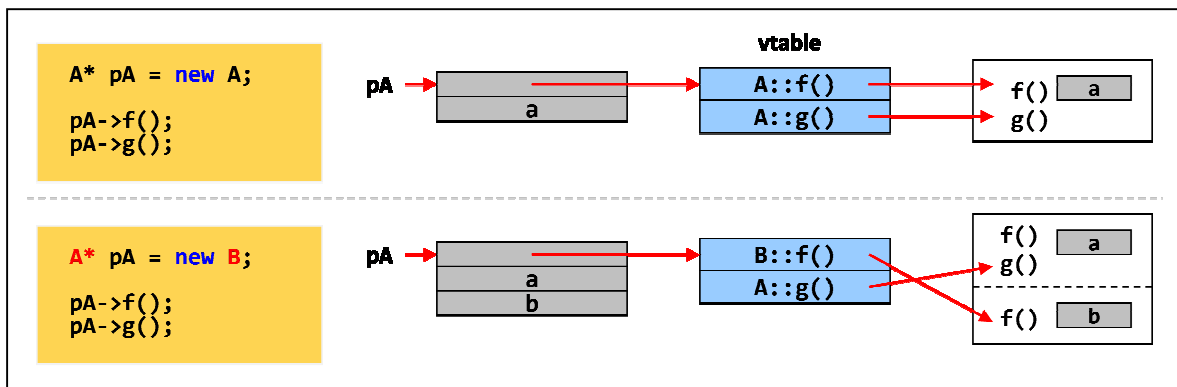 A* pA = new A;
pA->f();
pA->g();
pA
a
vtable
A::f()
A::g()
f() a
g()
A* pA = new B;
pA->f();
pA->g();
pA
a
b
B::f()
A::g()
f() a
g()
f() b